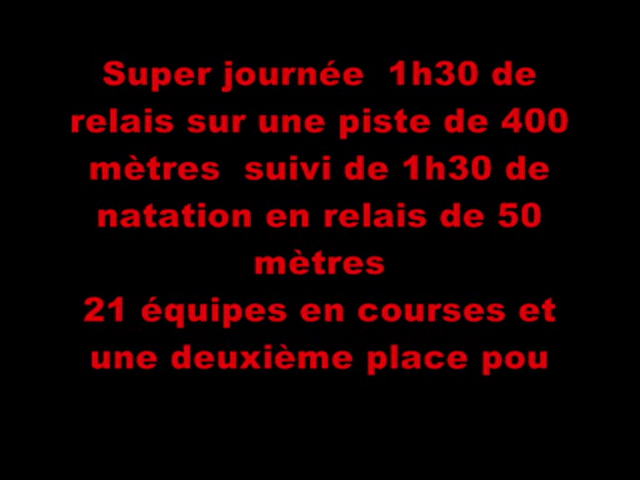 Super journée  1h30 de
relais sur une piste de 400
mètres  suivi de 1h30 de
natation en relais de 50
mètres
21 équipes en courses et
une deuxième place pou